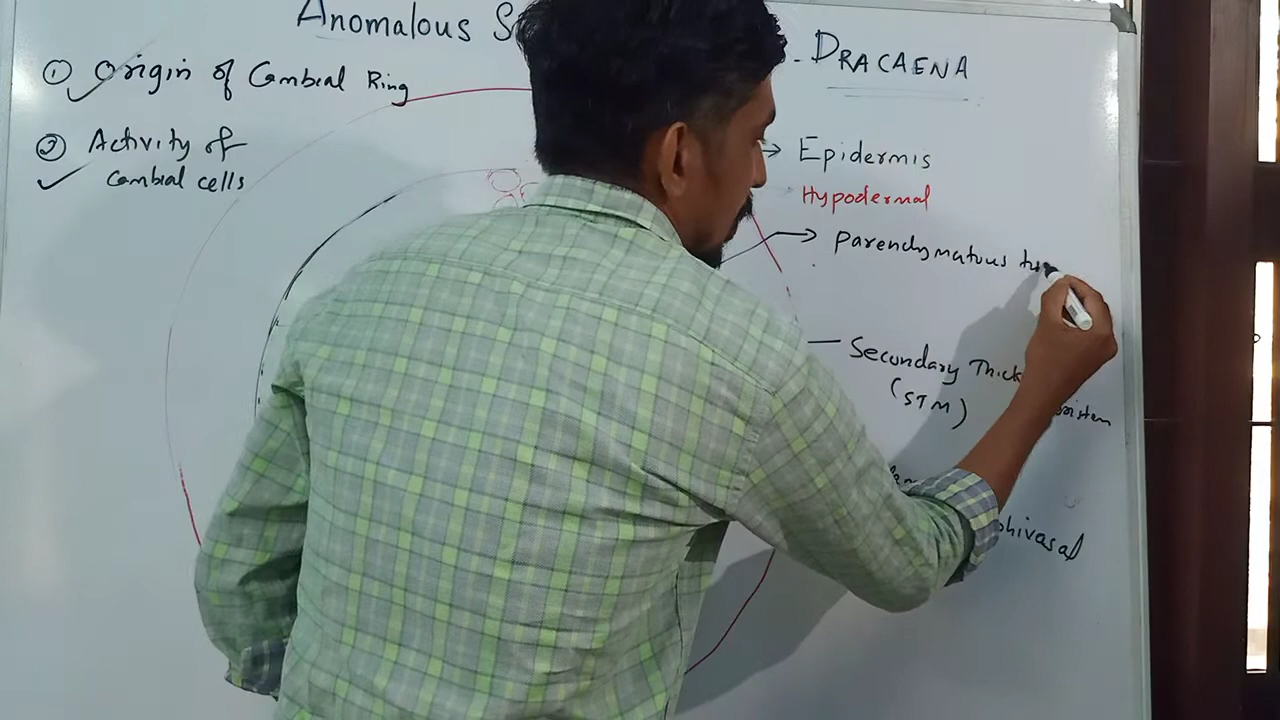 Anomalous S
- DRACAENA
① Origin of Cambial Ring
② Activity of
Cambial cells
Epidermis
Hypodermal
Parenchymatous tis
Secondary Thick
(STM)
phivasal